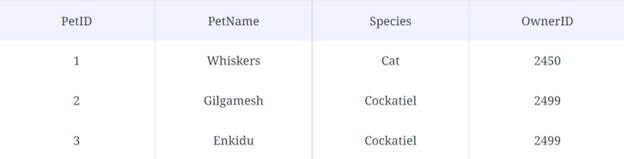 PetID PetName Species OwnerID
1 Whiskers Cat 2450
2 Gilgamesh Cockatiel 2499
3 Enkidu Cockatiel 2499